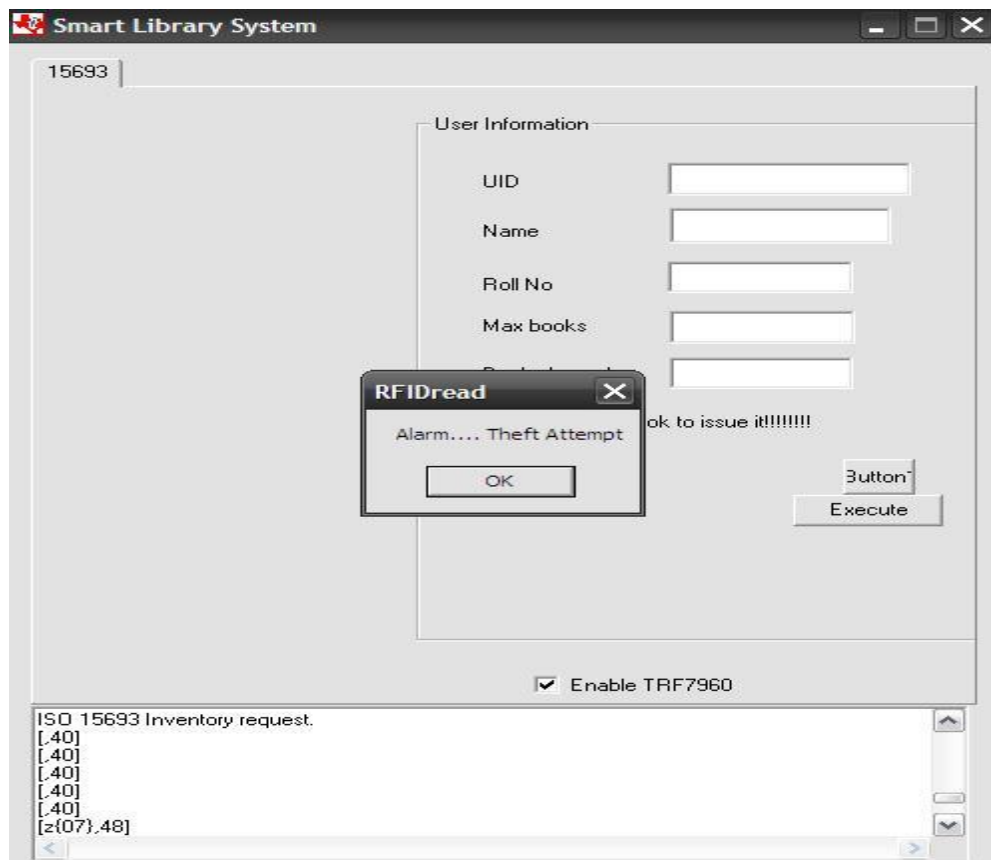 Smart Library System
15693
User Information
UID
Name
Roll No
Max books
RFIDread
Alarm.... Theft Attempt
OK
ok to issue it!!!!!!!!
Execute
Enable TRF7960
ISO 15693 Inventory request.
[,40]
[,40]
[,40]
[,40]
[,40]
[z{07},48]